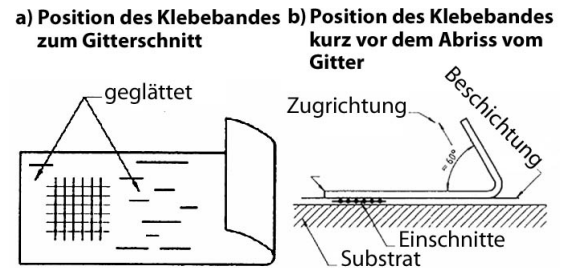 a) Position des Klebebandes
zum Gitterschnitt
geglättet
b) Position des Klebebandes
kurz vor dem Abriss vom
Gitter
Zugrichtung
Beschichtung
≈ 60°
Einschnitte
Substrat